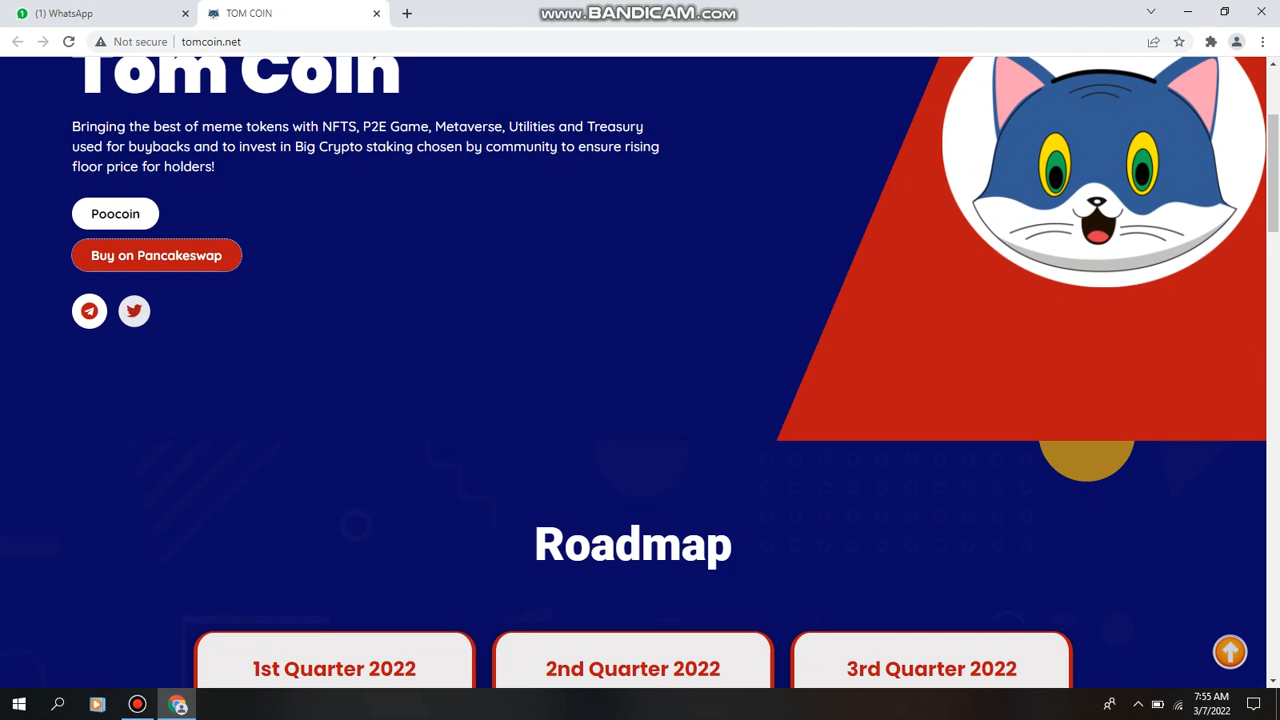 (1) WhatsApp
TOM COIN
www.BANDICAM.com
Not secure
tomcoin.net
Tom Coin
Bringing the best of meme tokens with NFTS, P2E Game, Metaverse, Utilities and Treasury
used for buybacks and to invest in Big Crypto staking chosen by community to ensure rising
floor price for holders!
Poocoin
Buy on Pancakeswap
Roadmap
1st Quarter 2022
2nd Quarter 2022
3rd Quarter 2022
7:55 AM
3/7/2022